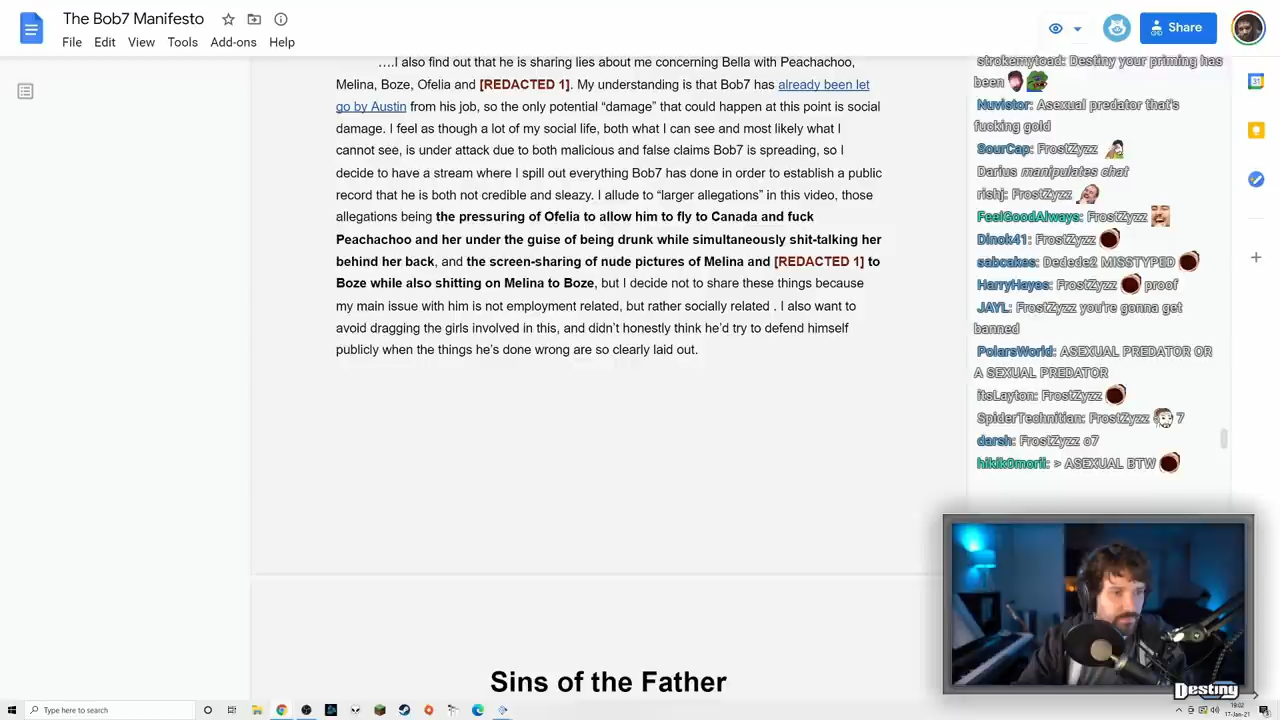 The Bob7 Manifesto
File Edit View Tools Add-ons Help
Share
….I also find out that he is sharing lies about me concerning Bella with Peachachoo,
Melina, Boze, Ofelia and [REDACTED 1]. My understanding is that Bob7 has already been let
go by Austin from his job, so the only potential “damage” that could happen at this point is social
damage. I feel as though a lot of my social life, both what I can see and most likely what I
cannot see, is under attack due to both malicious and false claims Bob7 is spreading, so I
decide to have a stream where I spill out everything Bob7 has done in order to establish a public
record that he is both not credible and sleazy. I allude to “larger allegations” in this video, those
allegations being the pressuring of Ofelia to allow him to fly to Canada and fuck
Peachachoo and her under the guise of being drunk while simultaneously shit-talking her
behind her back, and the screen-sharing of nude pictures of Melina and [REDACTED 1] to
Boze while also shitting on Melina to Boze, but I decide not to share these things because
my main issue with him is not employment related, but rather socially related . I also want to
avoid dragging the girls involved in this, and didn’t honestly think he’d try to defend himself
publicly when the things he’s done wrong are so clearly laid out.
Sins of the Father
strokemytoad: Destiny your priming has
been
Nuvistor: Asexual predator that's
fucking gold
SourCap: FrostZyzz
Darius manipulates chat
rishj: FrostZyzz
FeelGoodAlways: FrostZyzz
Dinok41: FrostZyzz
sabcakes: Dedede2 MISSTYPED
HarryHayes: FrostZyzz proof
JAYL: FrostZyzz you're gonna get
banned
PolarsWorld: ASEXUAL PREDATOR OR
A SEXUAL PREDATOR
itsLayton: FrostZyzz
SpiderTechnitian: FrostZyzz 7
darsh: FrostZyzz o7
hikik0morii: > ASEXUAL BTW
Destiny
Type here to search
19:02
17-Jan-21